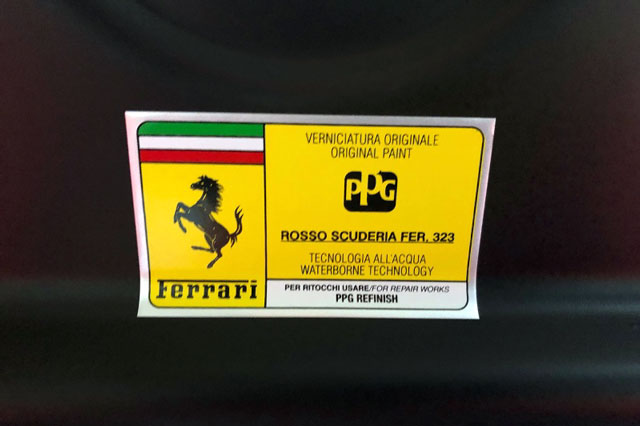 VERNICIATURA ORIGINALE
ORIGINAL PAINT
PPG
ROSSO SCUDERIA FER. 323
TECNOLOGIA ALL'ACQUA
WATERBORNE TECHNOLOGY
Ferrari
PER RITOCCHI USARE/FOR REPAIR WORKS
PPG REFINISH